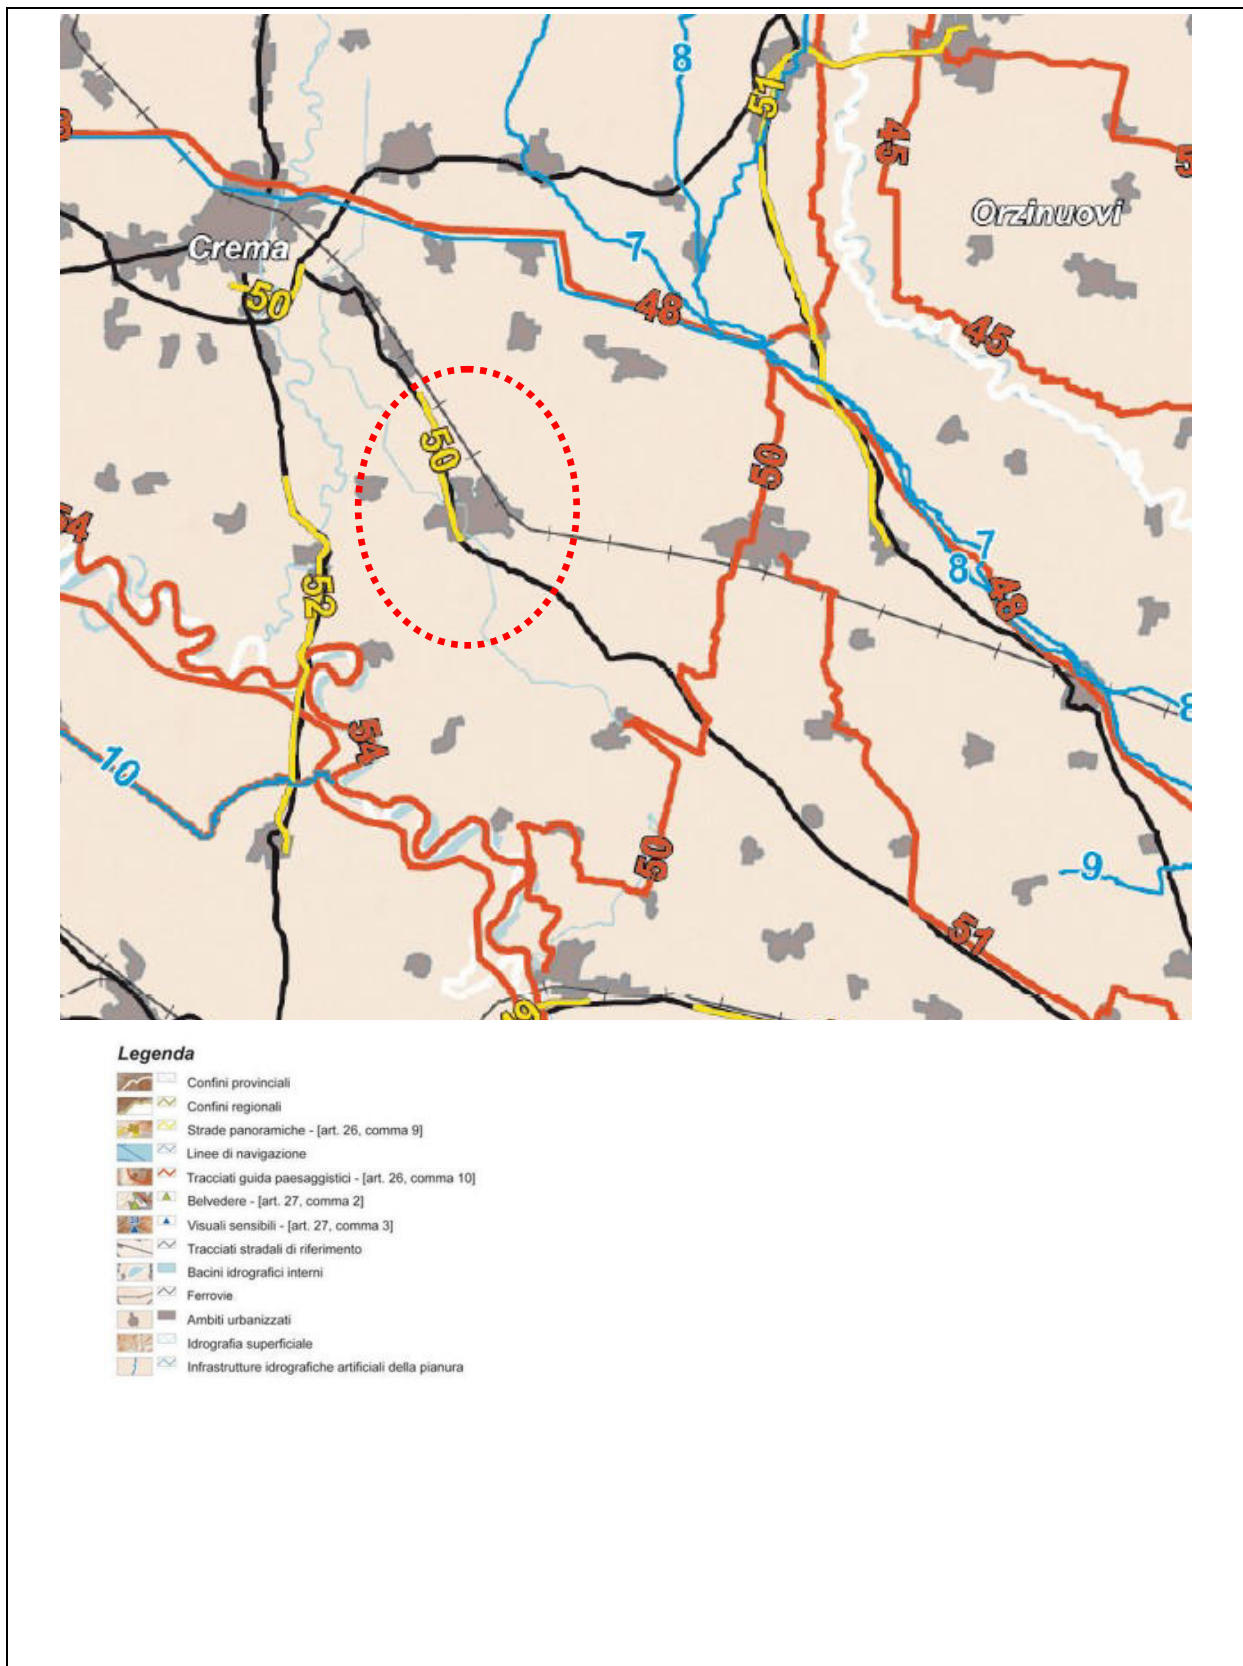 8
51
45
8
5
Orzinuovi
Crema
7
50
48
45
50
50
54
7
8
48
52
8
54
10
50
9
51
Legenda
Confini provinciali
Confini regionali
Strade panoramiche - [art. 26, comma 9]
Linee di navigazione
Tracciati guida paesaggistici - [art. 26, comma 10]
Belvedere - [art. 27, comma 2]
Visuali sensibili - [art. 27, comma 3]
Tracciati stradali di riferimento
Bacini idrografici interni
Ferrovie
Ambiti urbanizzati
Idrografia superficiale
Infrastrutture idrografiche artificiali della pianura